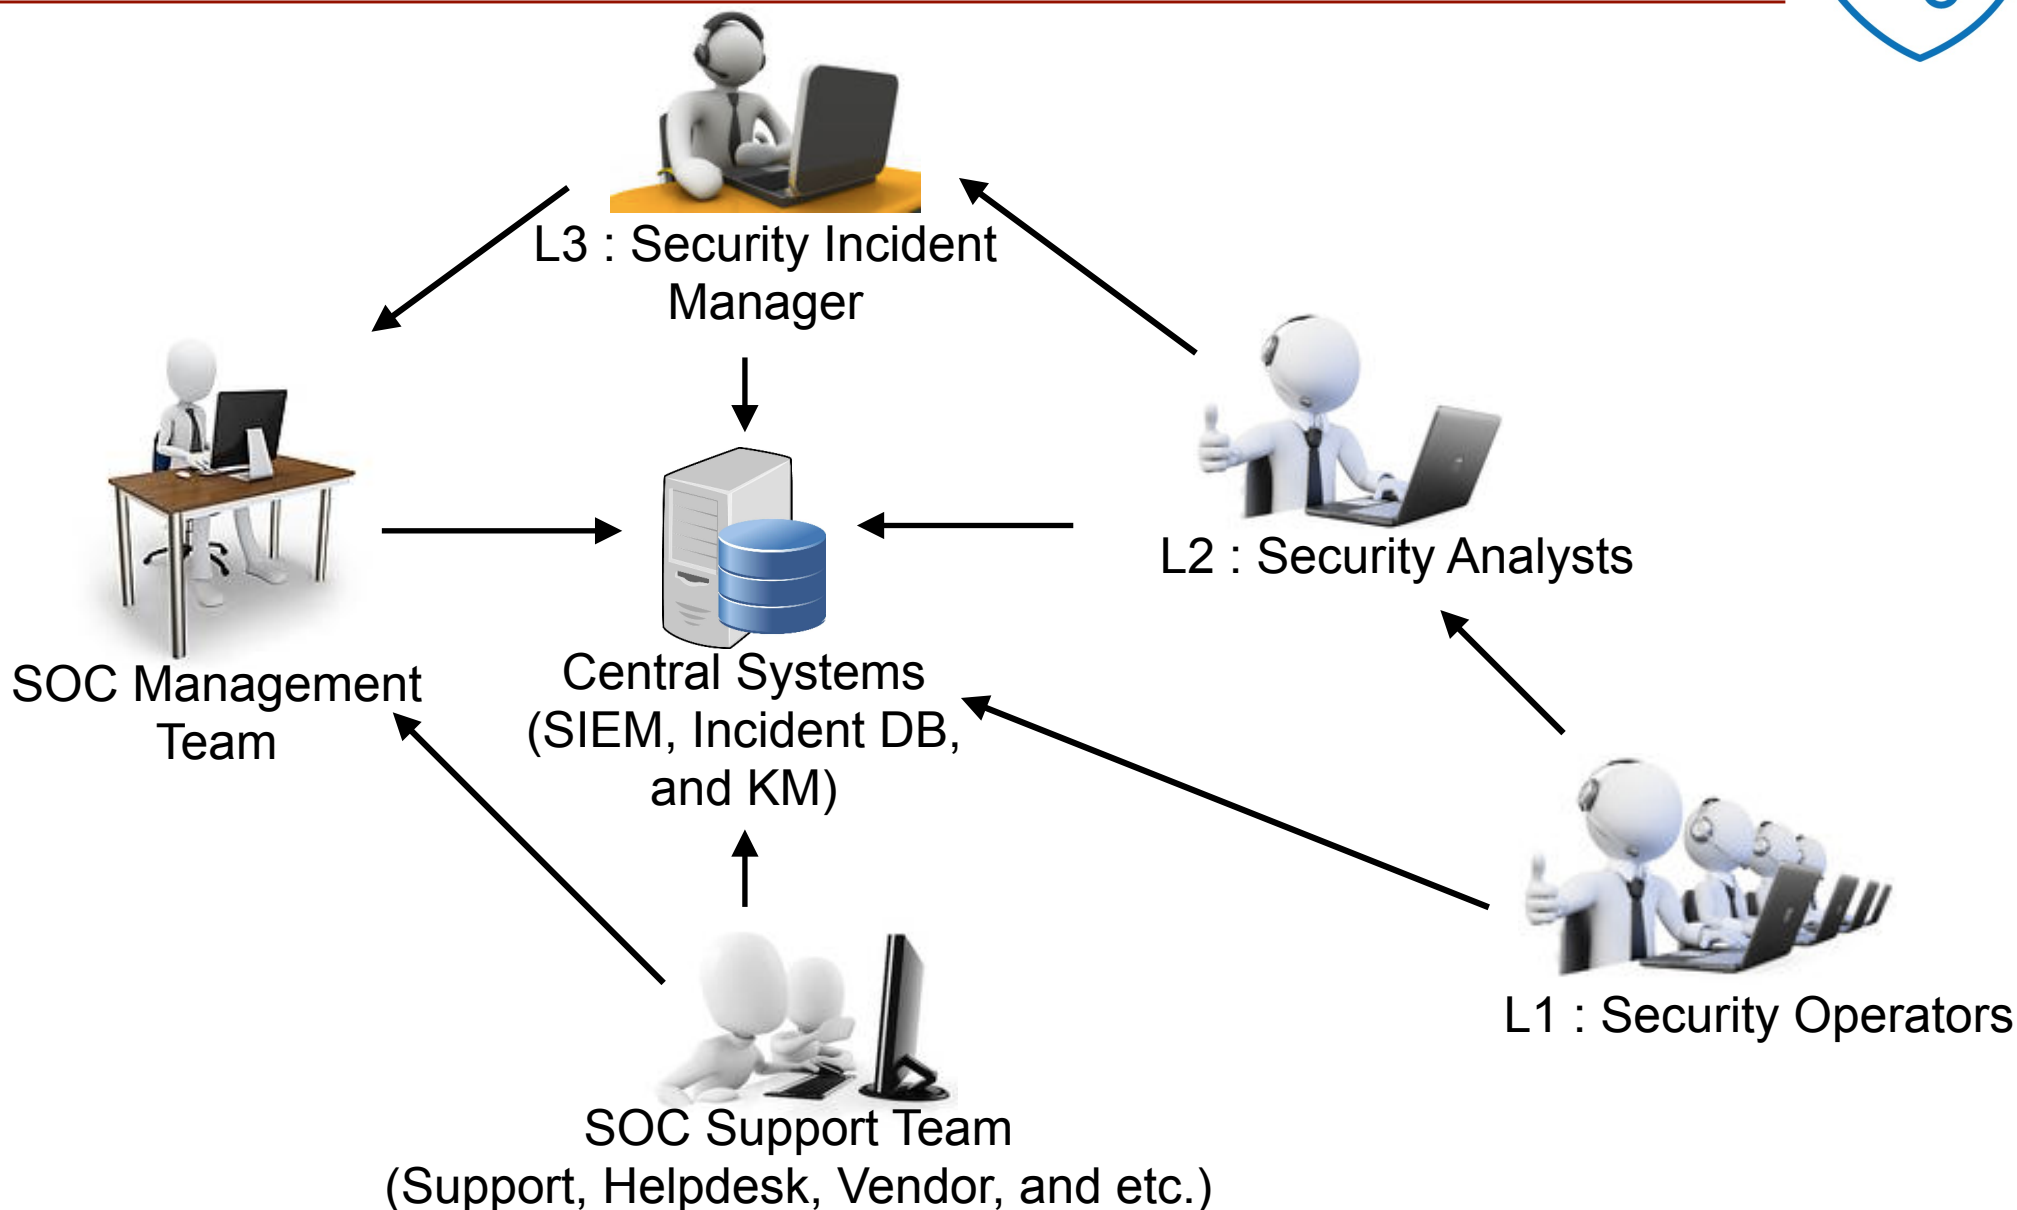 L3 : Security Incident
Manager
L2 : Security Analysts
SOC Management
Team
Central Systems
(SIEM, Incident DB,
and KM)
L1 : Security Operators
SOC Support Team
(Support, Helpdesk, Vendor, and etc.)